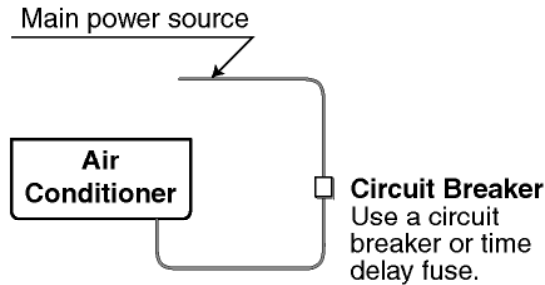 Main power source
Air
Conditioner
Circuit Breaker
Use a circuit
breaker or time
delay fuse.